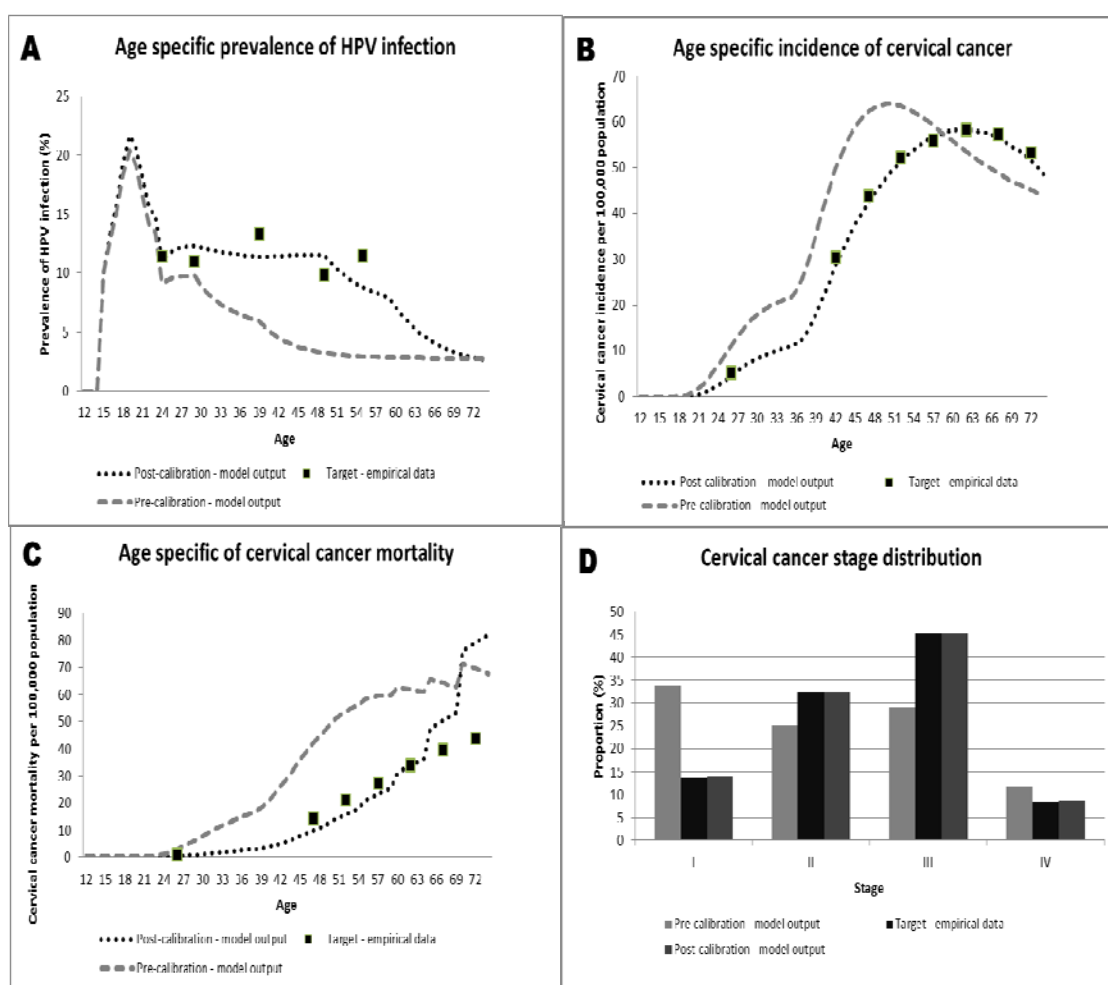 A
Age specific prevalence of HPV infection
Prevalence of HPV infection (%)
25
20
15
10
5
0
12 15 18 21 24 27 30 33 36 39 42 45 48 51 54 57 60 63 66 69 72
Age
Post-calibration - model output
Target - empirical data
Pre-calibration - model output
B
Age specific incidence of cervical cancer
Cervical cancer incidence per 100,000 population
70
60
50
40
30
20
10
0
12 15 18 21 24 27 30 33 36 39 42 45 48 51 54 57 60 63 66 69 72
Age
Post calibration model output
Target empirical data
Pre calibration model output
C
Age specific of cervical cancer mortality
Cervical cancer mortality per 100,000 population
90
80
70
60
50
40
30
20
10
0
12 15 18 21 24 27 30 33 36 39 42 45 48 51 54 57 60 63 66 69 72
Age
Post-calibration - model output
Target - empirical data
Pre-calibration - model output
D
Cervical cancer stage distribution
Proportion (%)
50
45
40
35
30
25
20
15
10
5
0
I II III IV
Stage
Pre calibration model output
Target empirical data
Post calibration model output